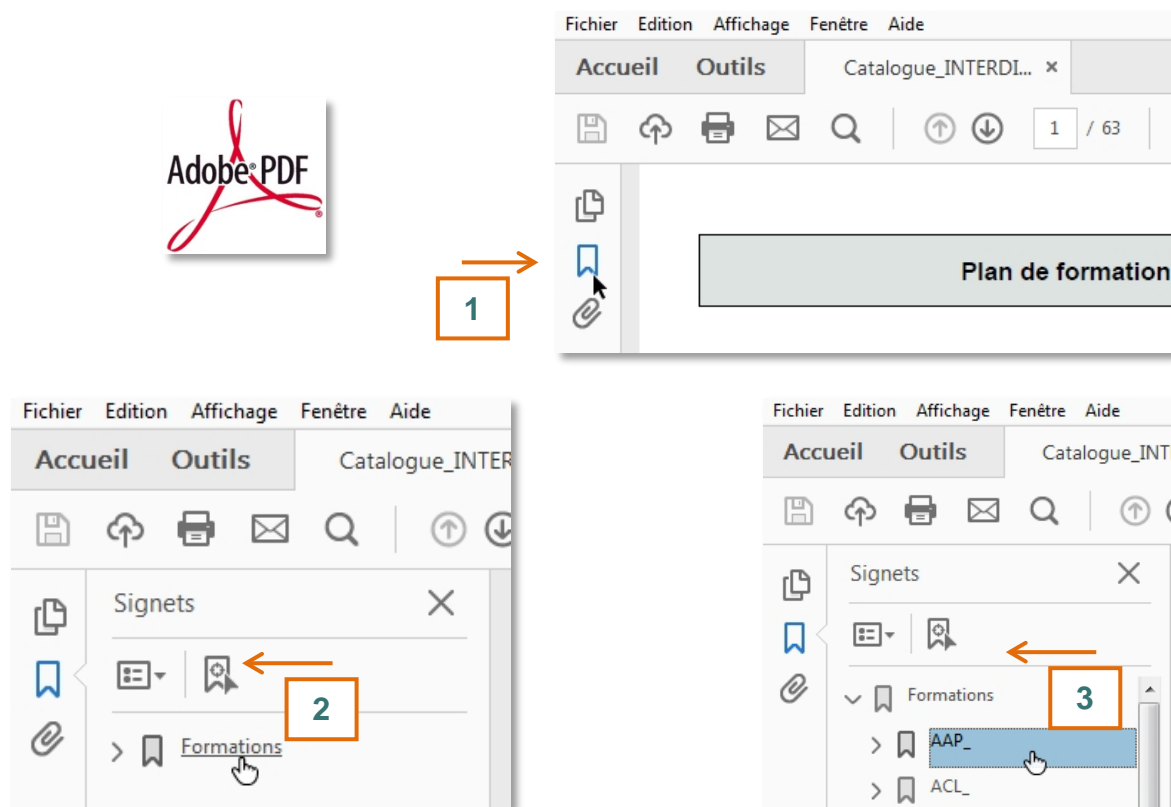 Adobe® PDF
®
Fichier Edition Affichage Fenêtre Aide
Accueil Outils Catalogue_INTERDI... ×
1 / 63
Plan de formation
1
Fichier Edition Affichage Fenêtre Aide
Accueil Outils Catalogue_INTER
Signets
2
Formations
Fichier Edition Affichage Fenêtre Aide
Accueil Outils Catalogue_INT
Signets
Formations
3
AAP_
ACL_